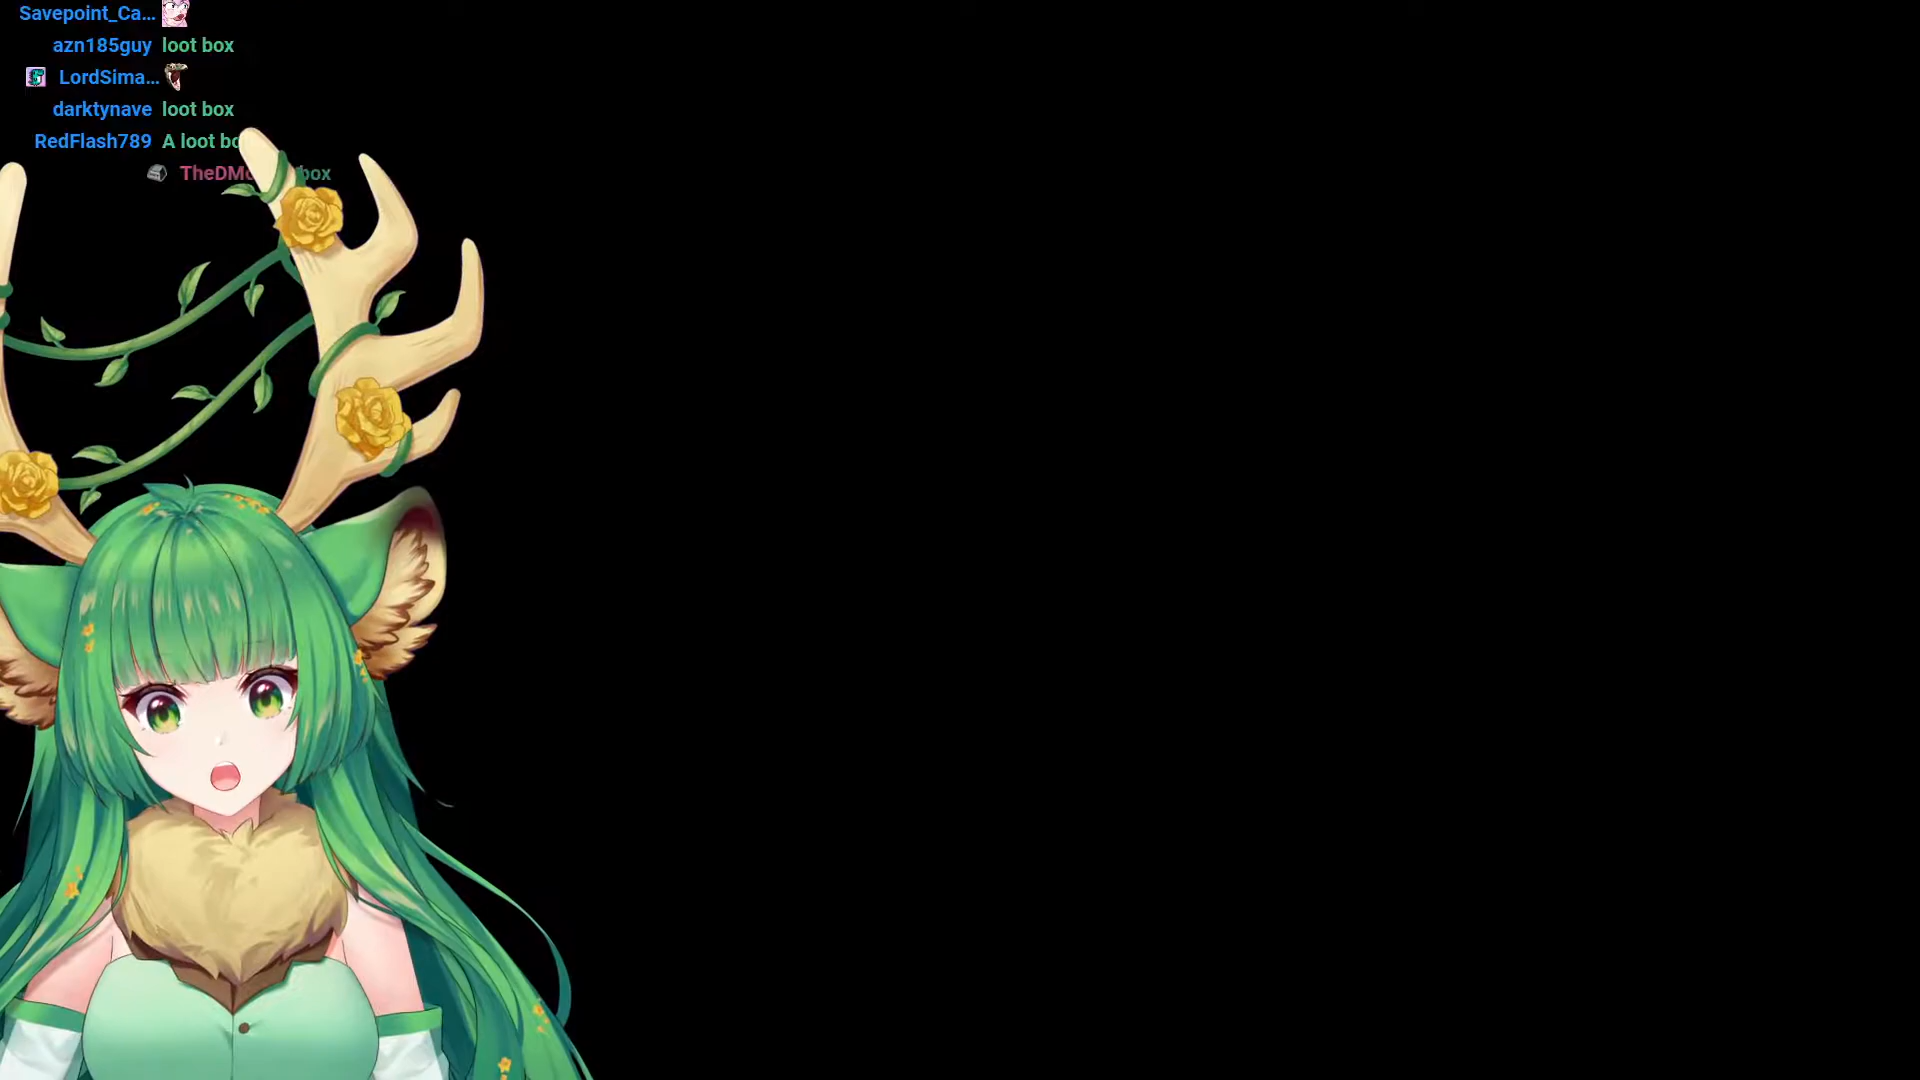 Savepoint_Ca...
azn185guy loot box
LordSima...
darktynave loot box
RedFlash789 A loot bo
TheDM box